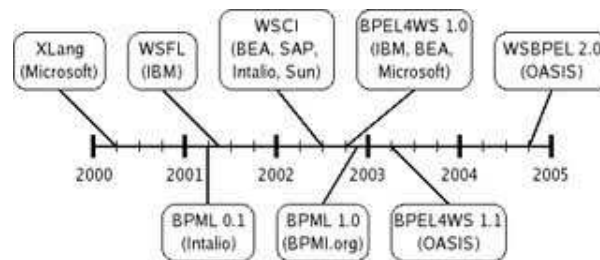 XLang
(Microsoft)
WSFL
(IBM)
WSCI
(BEA, SAP,
Intalio, Sun)
BPEL4WS 1.0
(IBM, BEA,
Microsoft)
WSBPEL 2.0
(OASIS)
2000
2001
2002
2003
2004
2005
BPML 0.1
(Intalio)
BPML 1.0
(BPMI.org)
BPEL4WS 1.1
(OASIS)